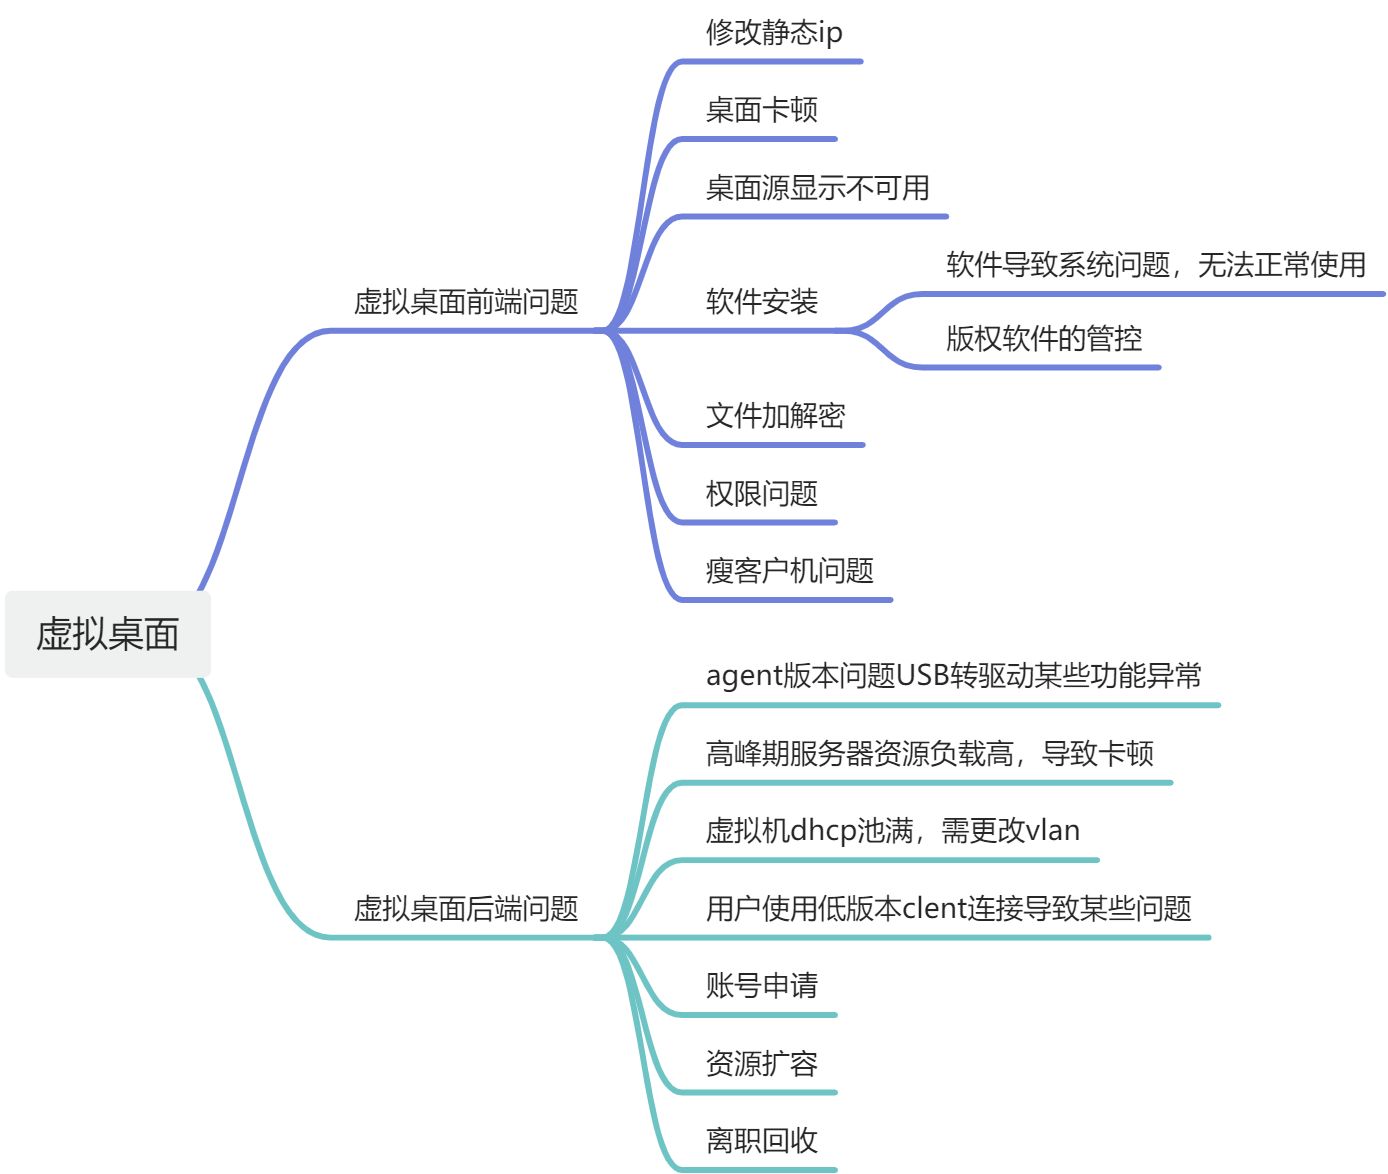 修改静态ip
桌面卡顿
桌面源显示不可用
软件导致系统问题，无法正常使用
虚拟桌面前端问题
软件安装
版权软件的管控
文件加解密
权限问题
瘦客户机问题
虚拟桌面
agent版本问题USB转驱动某些功能异常
高峰期服务器资源负载高，导致卡顿
虚拟机dhcp池满，需更改vlan
虚拟桌面后端问题
用户使用低版本clent连接导致某些问题
账号申请
资源扩容
离职回收